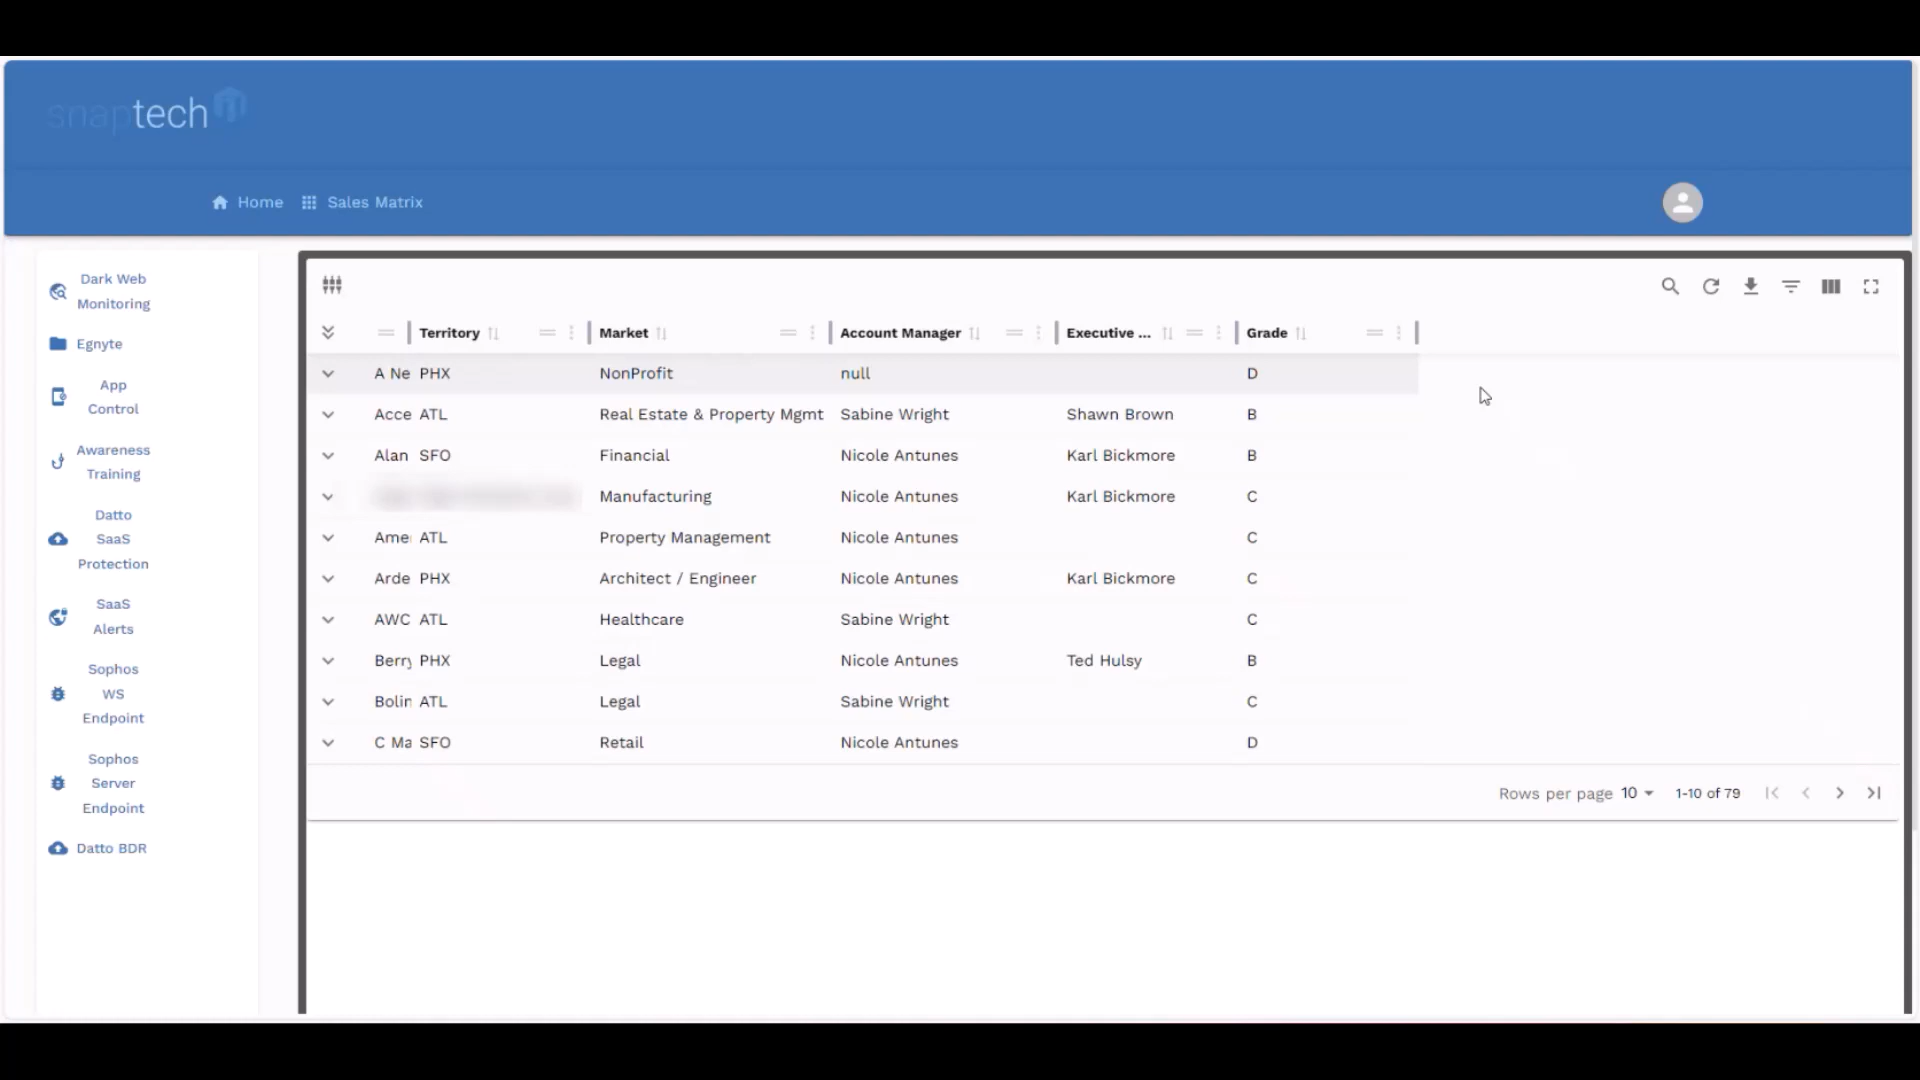 snaptech
Home Sales Matrix
Dark Web
Monitoring
Egnyte
App
Control
Awareness
Training
Datto
SaaS
Protection
SaaS
Alerts
Sophos
WS
Endpoint
Sophos
Server
Endpoint
Datto BDR
Territory Market Account Manager Executive ... Grade
A Ne PHX NonProfit null D
Acce ATL Real Estate & Property Mgmt Sabine Wright Shawn Brown B
Alan SFO Financial Nicole Antunes Karl Bickmore B
Manufacturing Nicole Antunes Karl Bickmore C
Ame ATL Property Management Nicole Antunes C
Arde PHX Architect / Engineer Nicole Antunes Karl Bickmore C
AWC ATL Healthcare Sabine Wright C
Berry PHX Legal Nicole Antunes Ted Hulsy B
Bolin ATL Legal Sabine Wright C
C Ma SFO Retail Nicole Antunes D
Rows per page 10 1-10 of 79